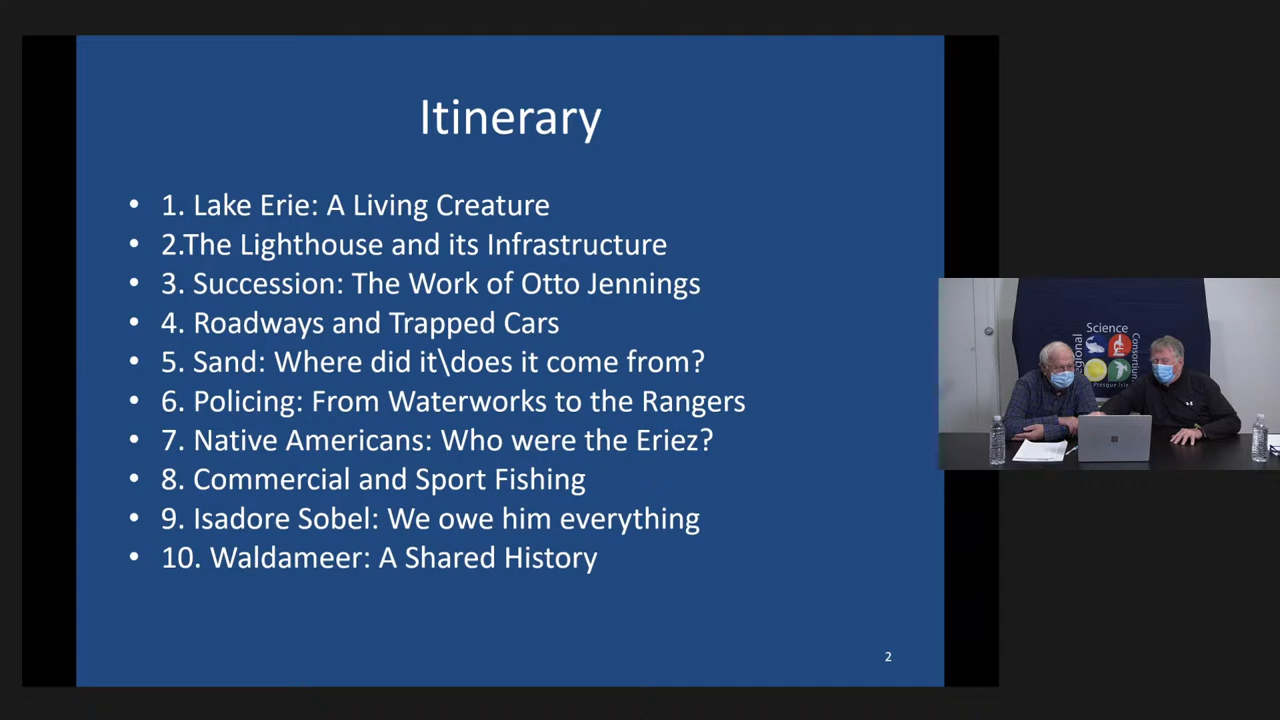 Itinerary
• 1. Lake Erie: A Living Creature
• 2.The Lighthouse and its Infrastructure
• 3. Succession: The Work of Otto Jennings
• 4. Roadways and Trapped Cars
• 5. Sand: Where did it\does it come from?
• 6. Policing: From Waterworks to the Rangers
• 7. Native Americans: Who were the Eriez?
• 8. Commercial and Sport Fishing
• 9. Isadore Sobel: We owe him everything
• 10. Waldameer: A Shared History
2
Science
Consortium
Presque Isle